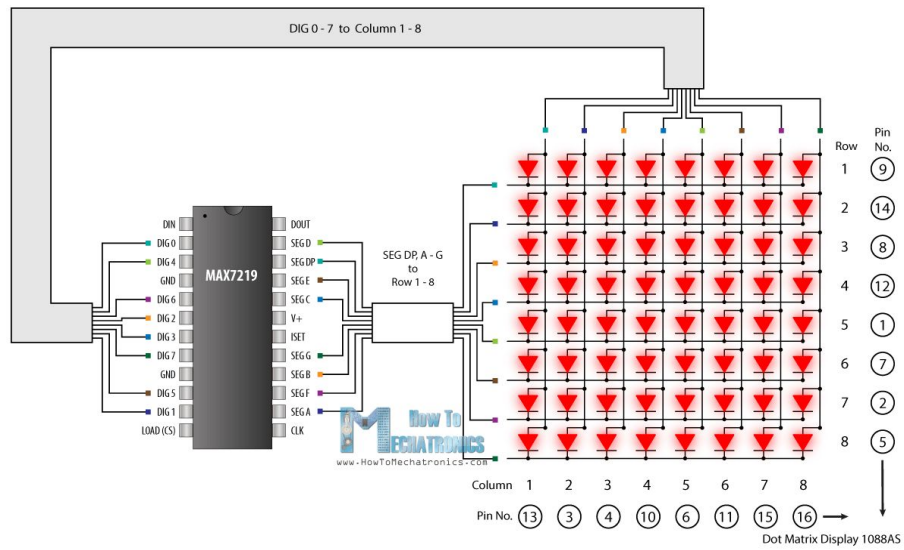 DIG 0 - 7 to Column 1 - 8
Row
Pin
No.
1 9
2 14
3 8
4 12
5 1
6 7
7 2
8 5
MAX7219
DIN
DIG 0
DIG 4
GND
DIG 6
DIG 2
DIG 3
DIG 7
GND
DIG 5
DIG 1
LOAD (CS)
DOUT
SEG D
SEG DP
SEG E
SEG C
V+
ISET
SEG G
SEG B
SEG F
SEG A
CLK
SEG DP, A - G
to
Row 1 - 8
How To
MECHATRONICS
www.HowToMechatronics.com
Column 1 2 3 4 5 6 7 8
Pin No. 13 3 4 10 6 11 15 16
Dot Matrix Display 1088AS